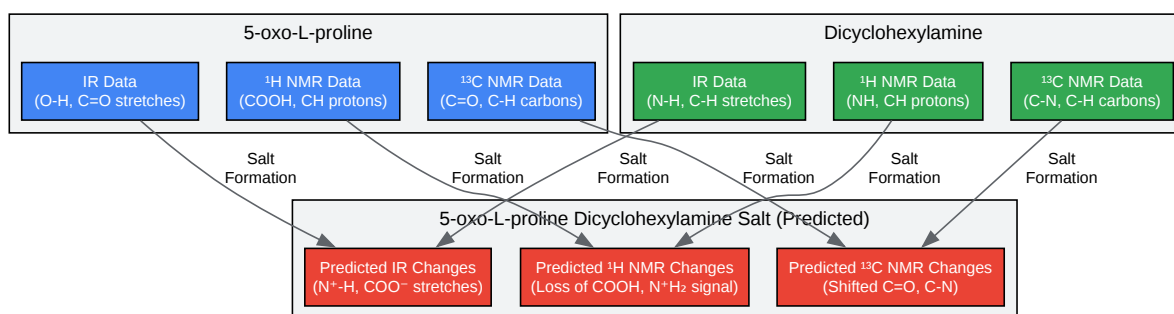 5-oxo-L-proline
Dicyclohexylamine
IR Data
(O-H, C=O stretches)
¹H NMR Data
(COOH, CH protons)
¹³C NMR Data
(C=O, C-H carbons)
IR Data
(N-H, C-H stretches)
¹H NMR Data
(NH, CH protons)
¹³C NMR Data
(C-N, C-H carbons)
Salt
Formation
Salt
Formation
Salt
Formation
Salt
Formation
Salt
Formation
Salt
Formation
5-oxo-L-proline Dicyclohexylamine Salt (Predicted)
Predicted IR Changes
(N⁺-H, COO⁻ stretches)
Predicted ¹H NMR Changes
(Loss of COOH, N⁺H₂ signal)
Predicted ¹³C NMR Changes
(Shifted C=O, C-N)